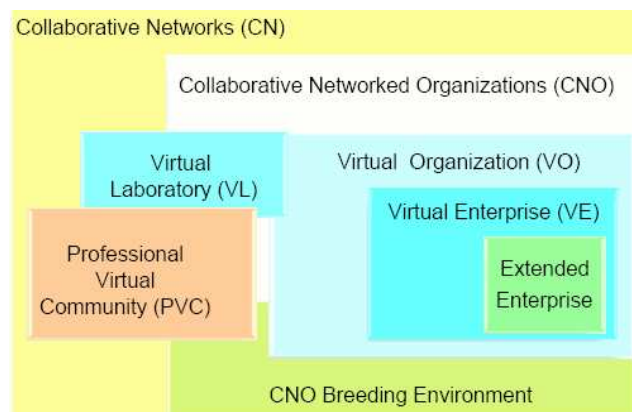 Collaborative Networks (CN)
Collaborative Networked Organizations (CNO)
Virtual
Laboratory (VL)
Virtual Organization (VO)
Virtual Enterprise (VE)
Professional
Virtual
Community (PVC)
Extended
Enterprise
CNO Breeding Environment